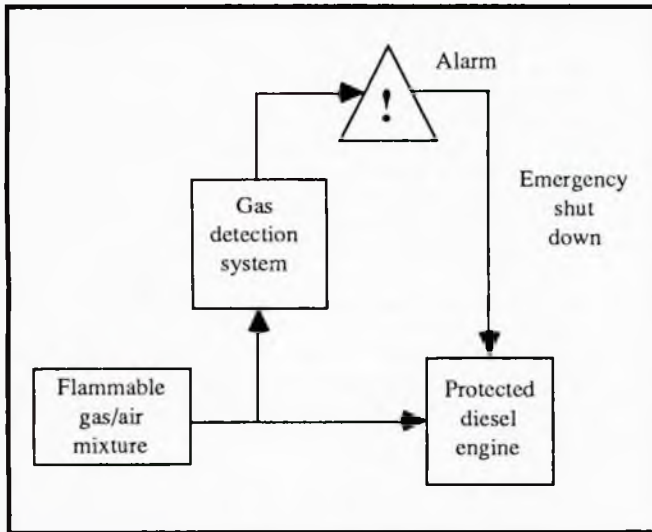 Alarm
!
Emergency
shut
down
Gas
detection
system
Flammable
gas/air
mixture
Protected
diesel
engine